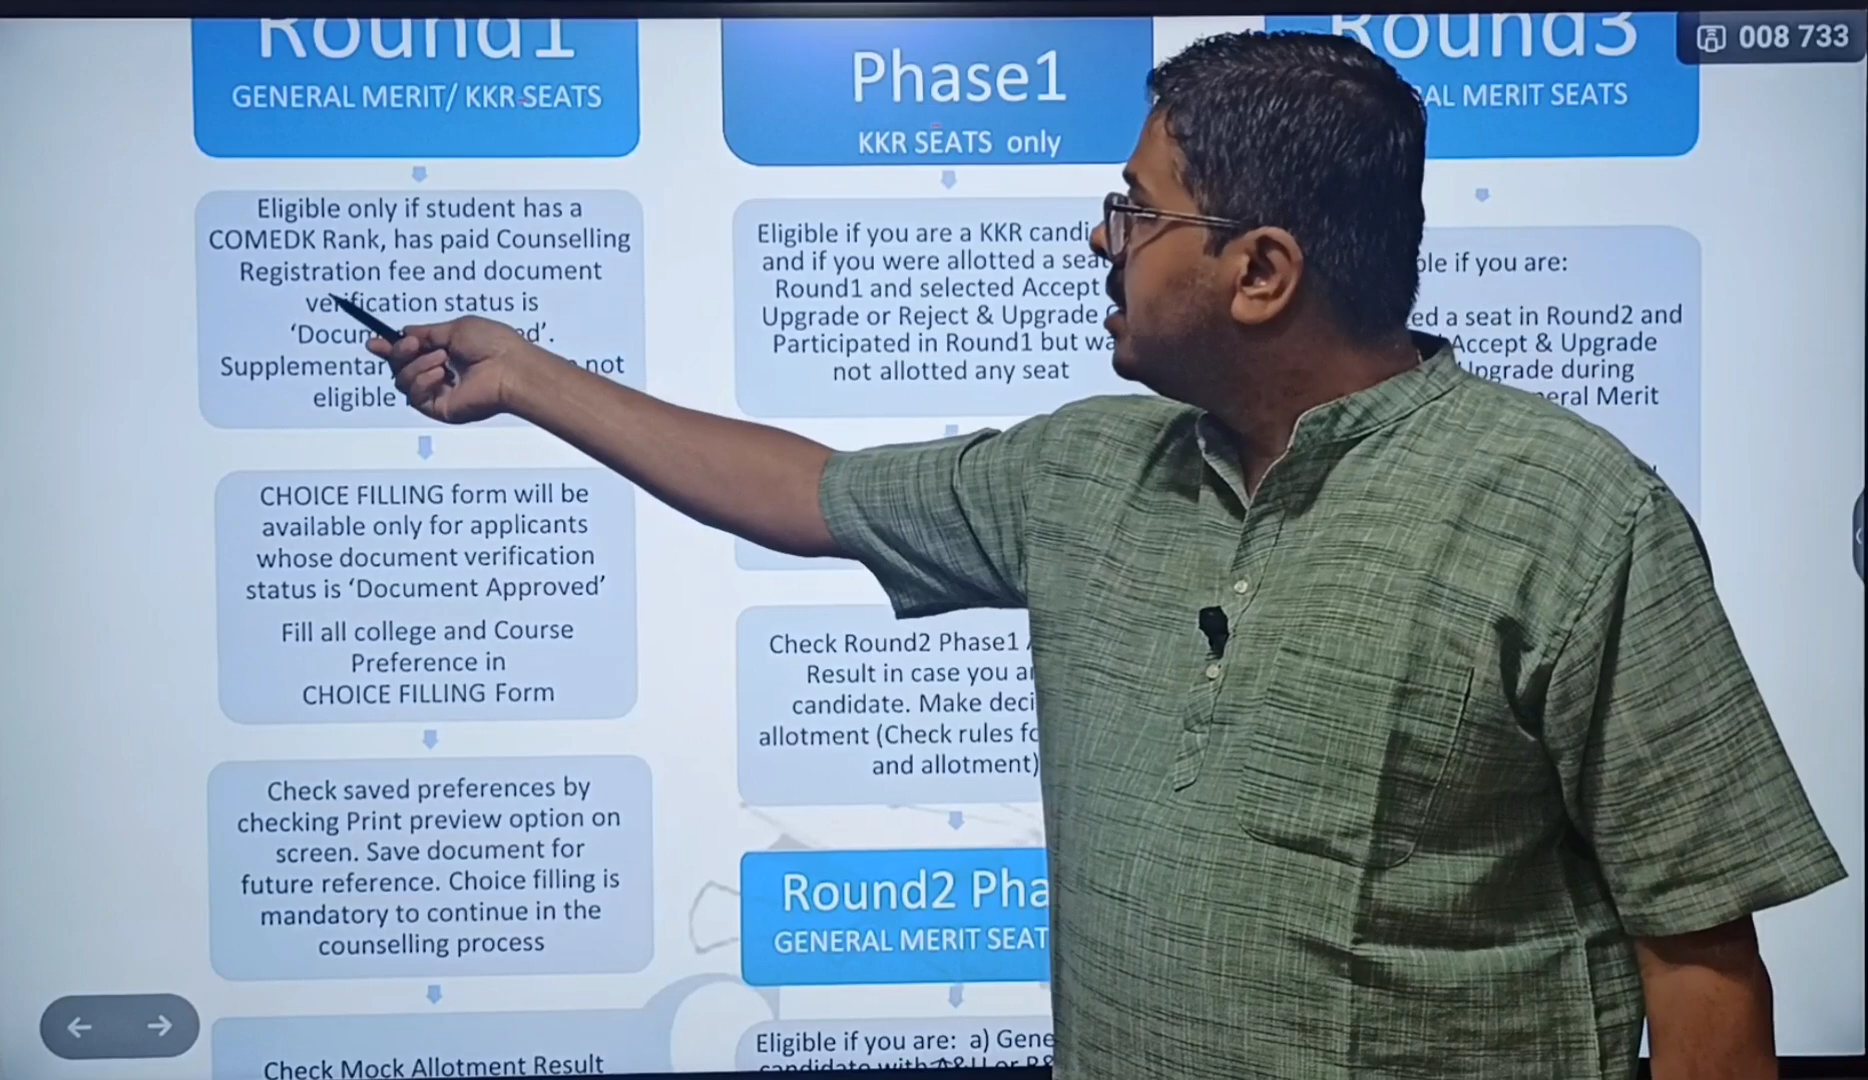 Round1
GENERAL MERIT/ KKR SEATS
Eligible only if student has a
COMEDK Rank, has paid Counselling
Registration fee and document
verification status is
‘Docum
Supplementar not
eligible
CHOICE FILLING form will be
available only for applicants
whose document verification
status is ‘Document Approved’
Fill all college and Course
Preference in
CHOICE FILLING Form
Check saved preferences by
checking Print preview option on
screen. Save document for
future reference. Choice filling is
mandatory to continue in the
counselling process
Check Mock Allotment Result
Phase1
KKR SEATS only
Eligible if you are a KKR candi
and if you were allotted a seat
Round1 and selected Accept
Upgrade or Reject & Upgrade
Participated in Round1 but wa
not allotted any seat
Check Round2 Phase1
Result in case you ar
candidate. Make deci
allotment (Check rules fo
and allotment)
Round2 Pha
GENERAL MERIT SEAT
Eligible if you are: a) Gene
candidate with A&U or R&
Round3
AL MERIT SEATS
ble if you are:
ed a seat in Round2 and
Accept & Upgrade
Upgrade during
eral Merit
008 733